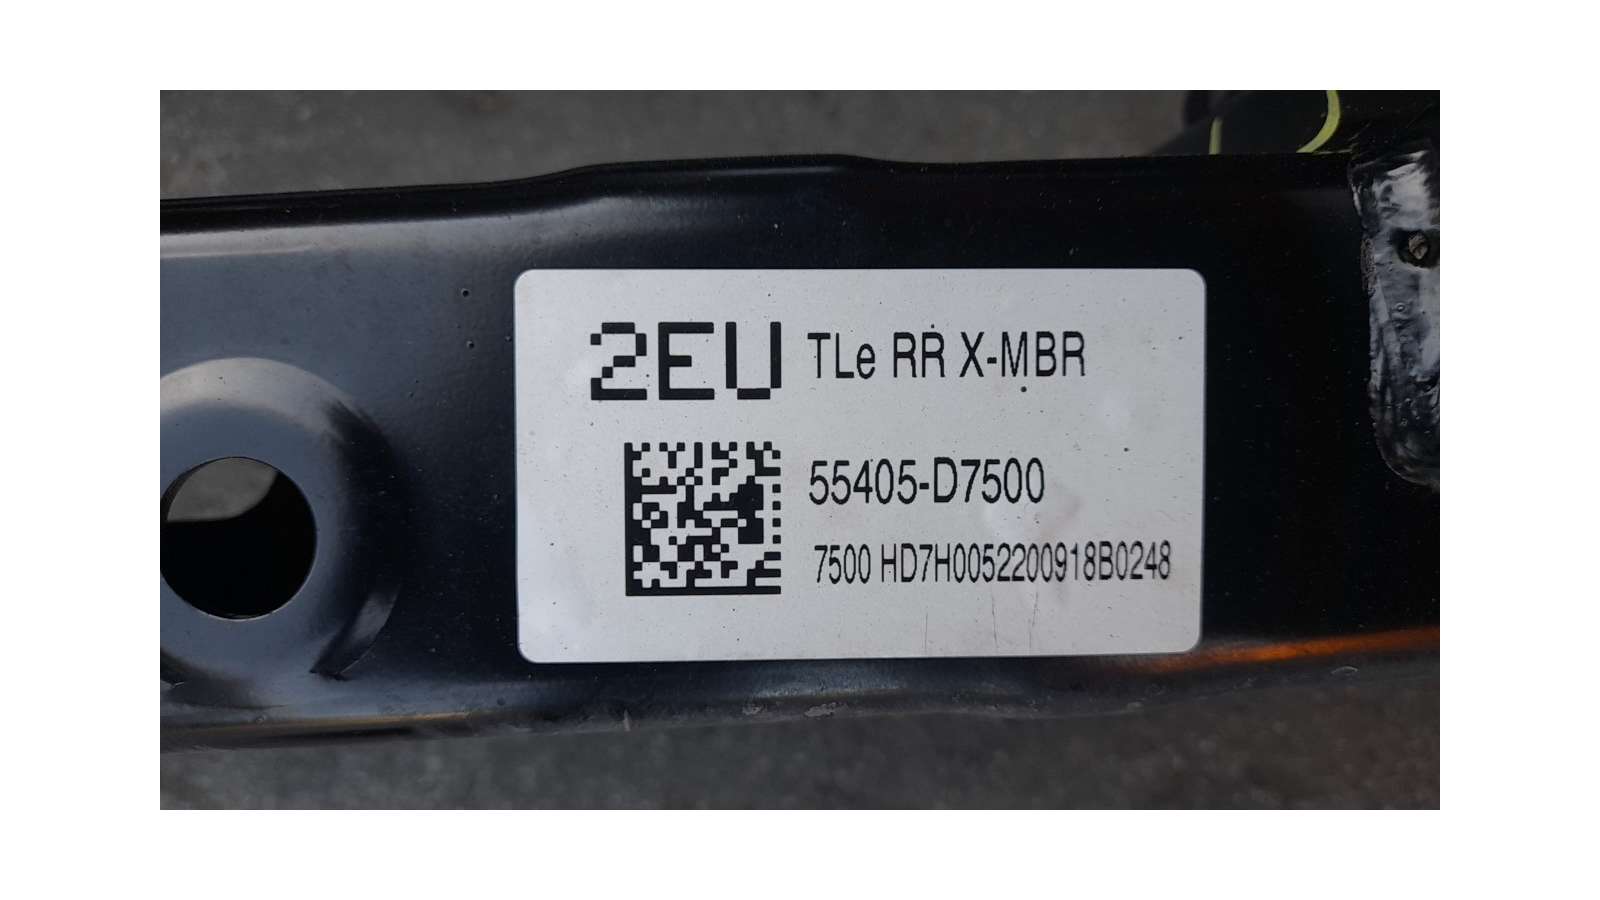 2EU TLe RR X-MBR
55405-D7500
7500 HD7H0052200918B0248